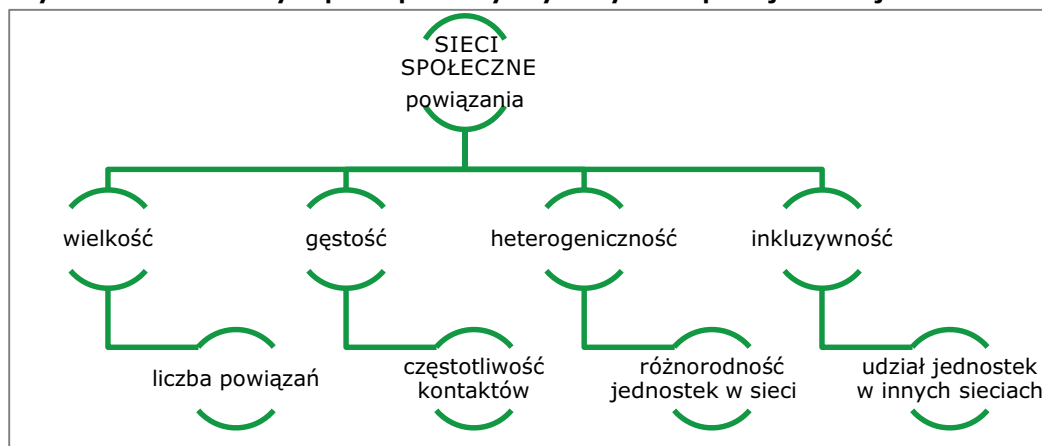 SIECI
SPOŁECZNE
powiązania
wielkość
gęstość
heterogeniczność
inkluzywność
liczba powiązań
częstotliwość
kontaktów
różnorodność
jednostek w sieci
udział jednostek
w innych sieciach